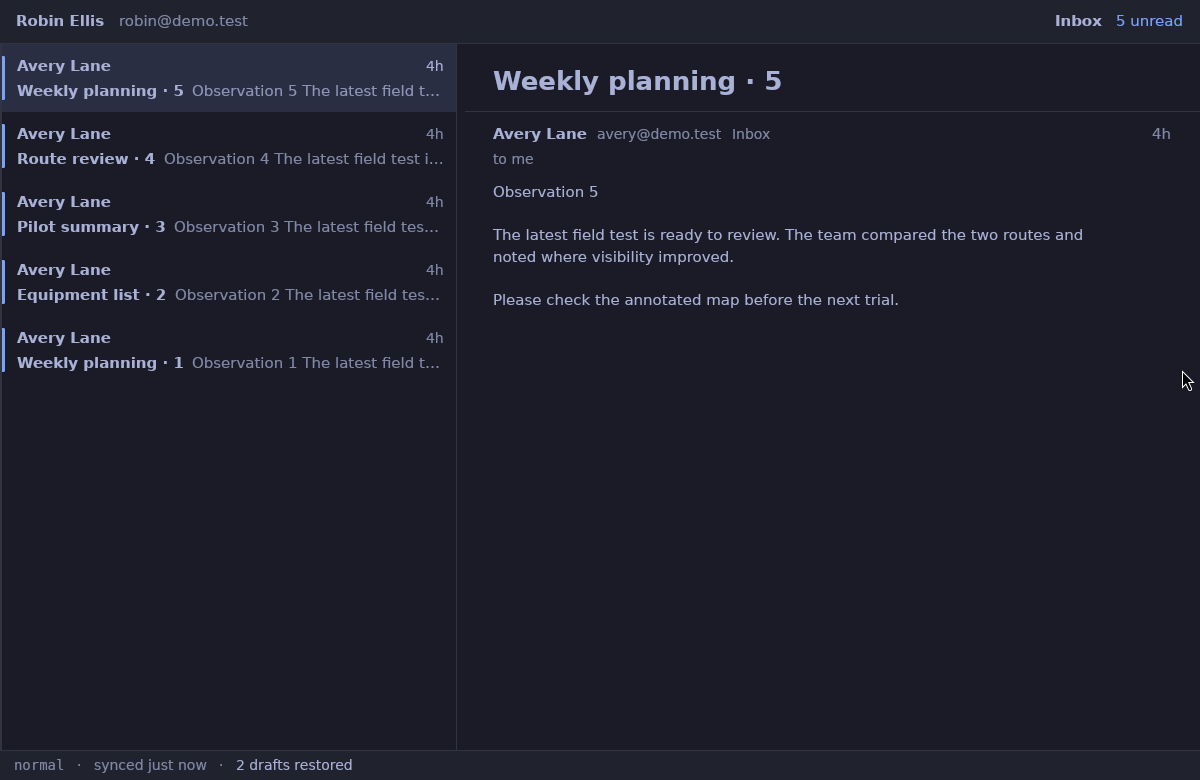 Robin Ellis robin@demo.test Inbox 5 unread
Avery Lane 4h
Weekly planning · 5 Observation 5 The latest field t…
Avery Lane 4h
Route review · 4 Observation 4 The latest field test i…
Avery Lane 4h
Pilot summary · 3 Observation 3 The latest field tes…
Avery Lane 4h
Equipment list · 2 Observation 2 The latest field tes…
Avery Lane 4h
Weekly planning · 1 Observation 1 The latest field t…
Weekly planning · 5
Avery Lane avery@demo.test Inbox 4h
to me
Observation 5
The latest field test is ready to review. The team compared the two routes and
noted where visibility improved.
Please check the annotated map before the next trial.
normal · synced just now · 2 drafts restored